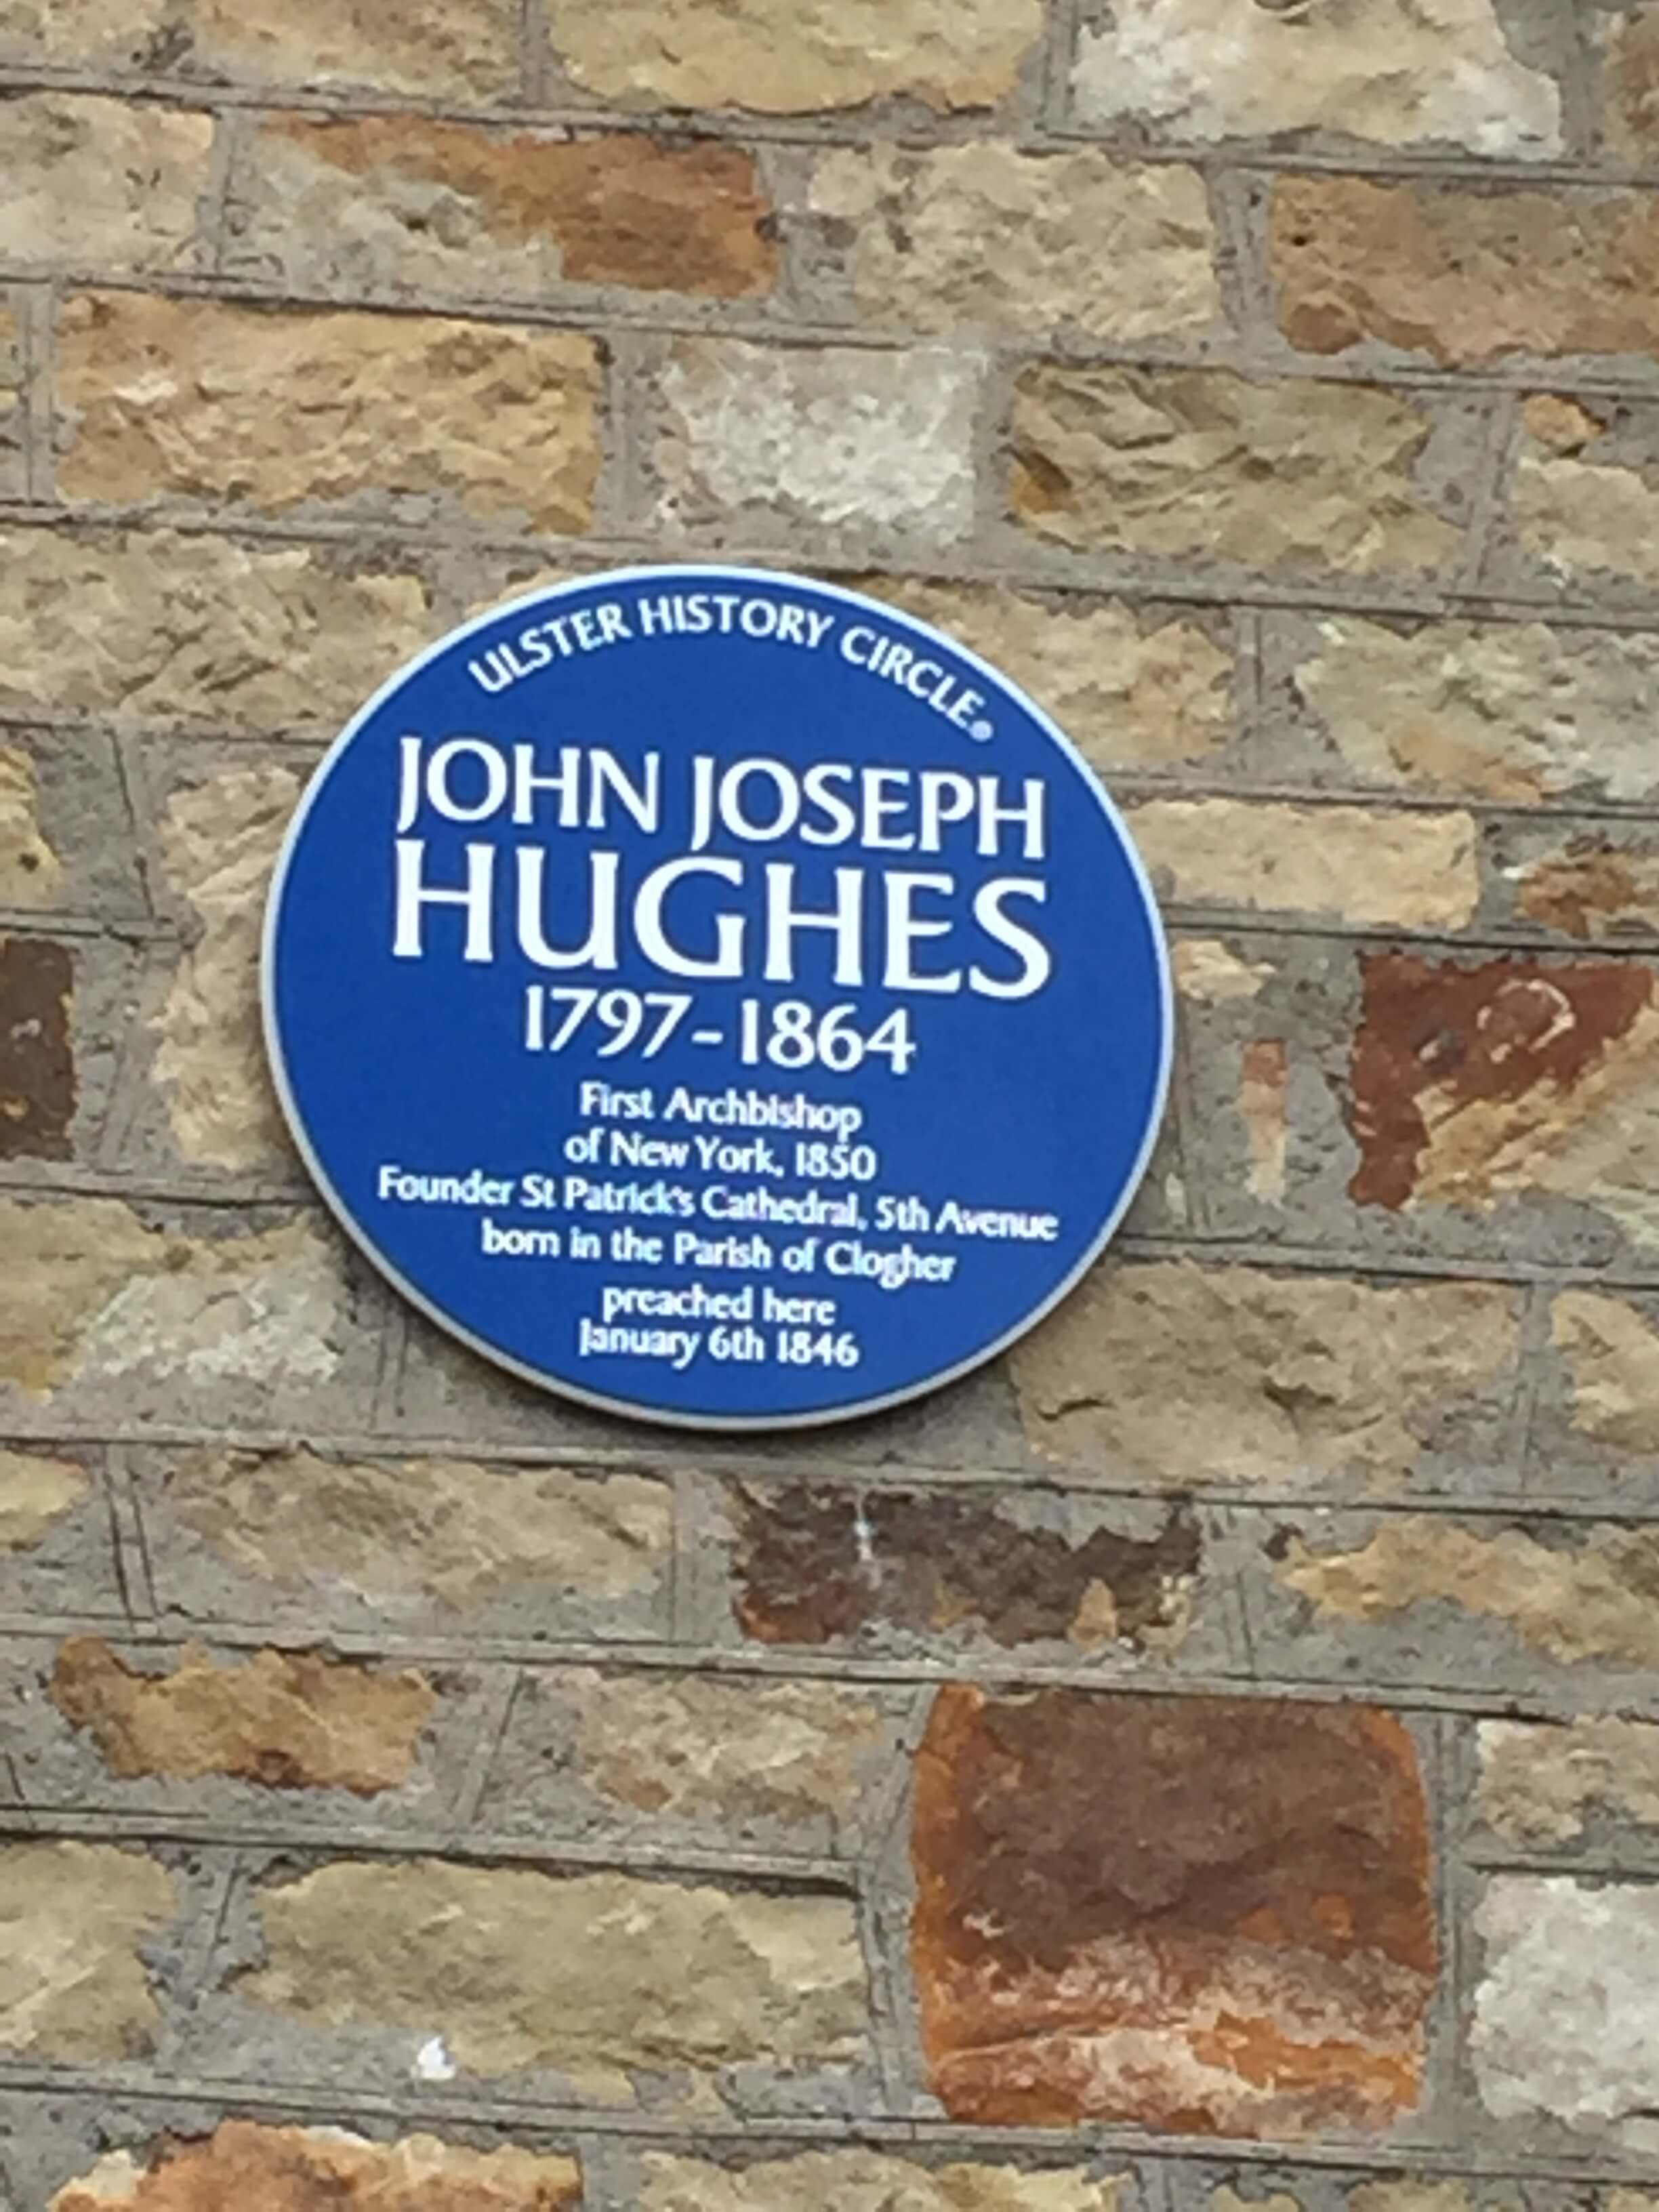 ULSTER HISTORY CIRCLE®
JOHN JOSEPH
HUGHES
1797-1864
First Archbishop
of New York, 1850
Founder St Patrick's Cathedral, 5th Avenue
born in the Parish of Clogher
preached here
January 6th 1846